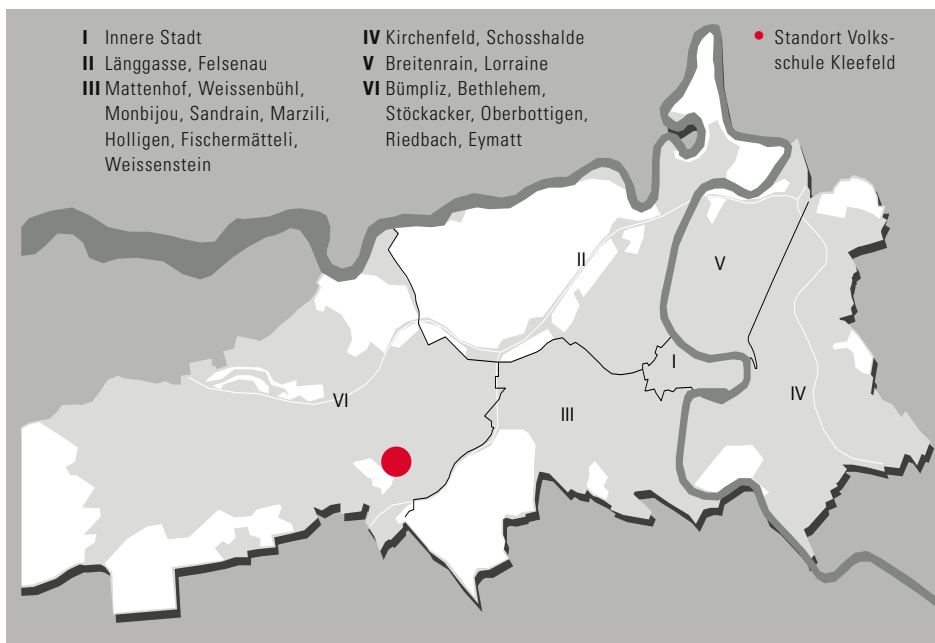 I Innere Stadt
II Länggasse, Felsenau
III Mattenhof, Weissenbühl,
Monbijou, Sandrain, Marzili,
Holligen, Fischermätteli,
Weissenstein
IV Kirchenfeld, Schosshalde
V Breitenrain, Lorraine
VI Bümpliz, Bethlehem,
Stöckacker, Oberbottigen,
Riedbach, Eymatt
Standort Volks-
schule Kleefeld
II
V
I
IV
VI
III